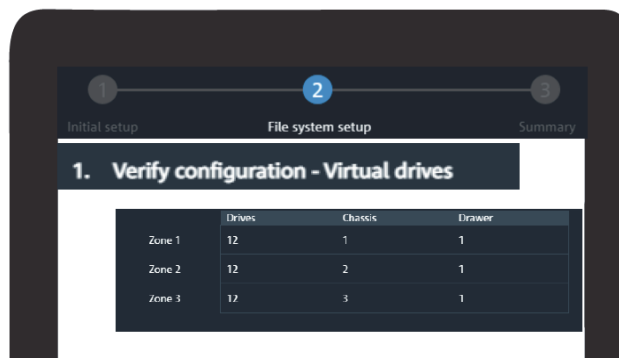 1 2 3
Initial setup File system setup Summary
1. Verify configuration - Virtual drives
Drives Chassis Drawer
Zone 1 12 1 1
Zone 2 12 2 1
Zone 3 12 3 1